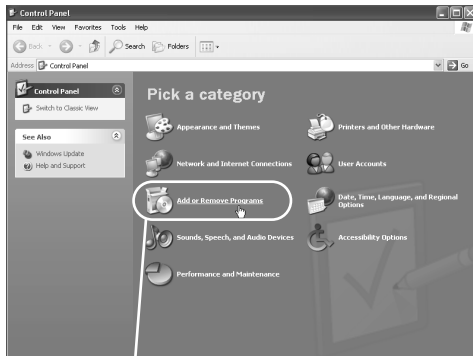 Control Panel
File Edit View Favorites Tools Help
Back Search Folders
Address Control Panel Go
Control Panel
Switch to Classic View
See Also
Windows Update
Help and Support
Pick a category
Appearance and Themes
Printers and Other Hardware
Network and Internet Connections
User Accounts
Add or Remove Programs
Date, Time, Language, and Regional
Options
Sounds, Speech, and Audio Devices
Accessibility Options
Performance and Maintenance